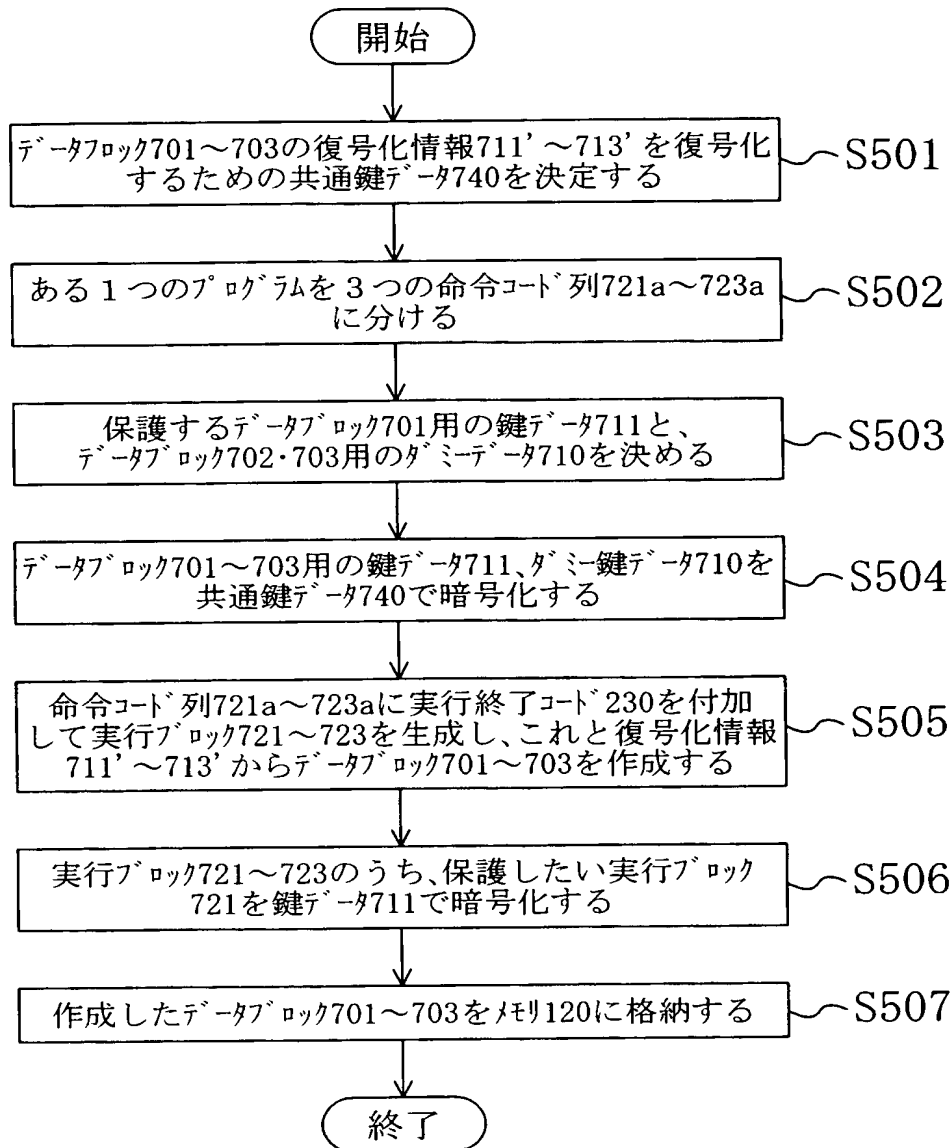 開始
ﾃﾞｰﾀﾌﾛｯｸ701～703の復号化情報711'～713'を復号化
するための共通鍵ﾃﾞｰﾀ740を決定する
S501
ある１つのﾌﾟﾛｸﾞﾗﾑを３つの命令ｺｰﾄﾞ列721a～723a
に分ける
S502
保護するﾃﾞｰﾀﾌﾞﾛｯｸ701用の鍵ﾃﾞｰﾀ711と、
ﾃﾞｰﾀﾌﾞﾛｯｸ702・703用のﾀﾞﾐｰﾃﾞｰﾀ710を決める
S503
ﾃﾞｰﾀﾌﾞﾛｯｸ701～703用の鍵ﾃﾞｰﾀ711、ﾀﾞﾐｰ鍵ﾃﾞｰﾀ710を
共通鍵ﾃﾞｰﾀ740で暗号化する
S504
命令ｺｰﾄﾞ列721a～723aに実行終了ｺｰﾄﾞ230を付加
して実行ﾌﾞﾛｯｸ721～723を生成し、これと復号化情報
711'～713'からﾃﾞｰﾀﾌﾞﾛｯｸ701～703を作成する
S505
実行ﾌﾞﾛｯｸ721～723のうち、保護したい実行ﾌﾞﾛｯｸ
721を鍵ﾃﾞｰﾀ711で暗号化する
S506
作成したﾃﾞｰﾀﾌﾞﾛｯｸ701～703をﾒﾓﾘ120に格納する
S507
終了